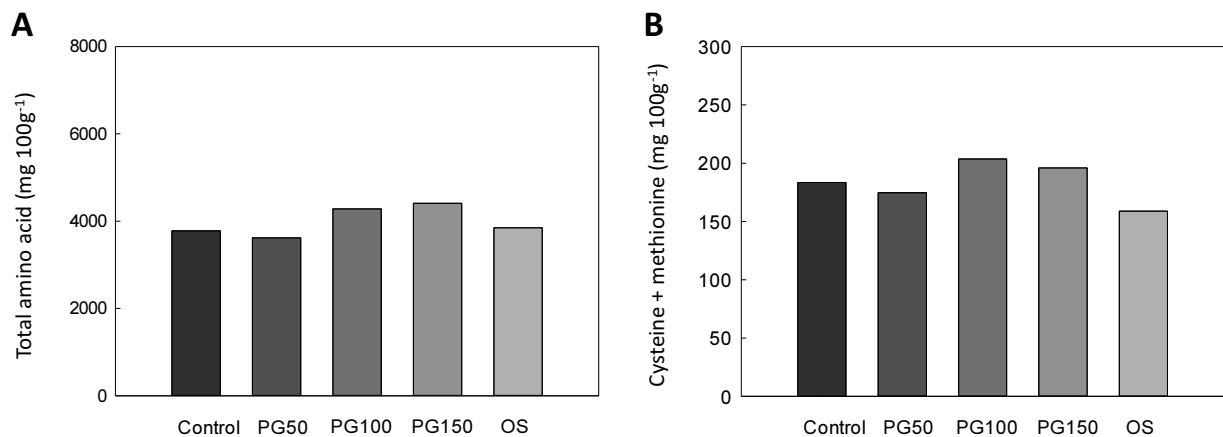 A
Total amino acid (mg 100g⁻¹)
8000
6000
4000
2000
0
Control PG50 PG100 PG150 OS
B
Cysteine + methionine (mg 100g⁻¹)
300
250
200
150
100
50
0
Control PG50 PG100 PG150 OS